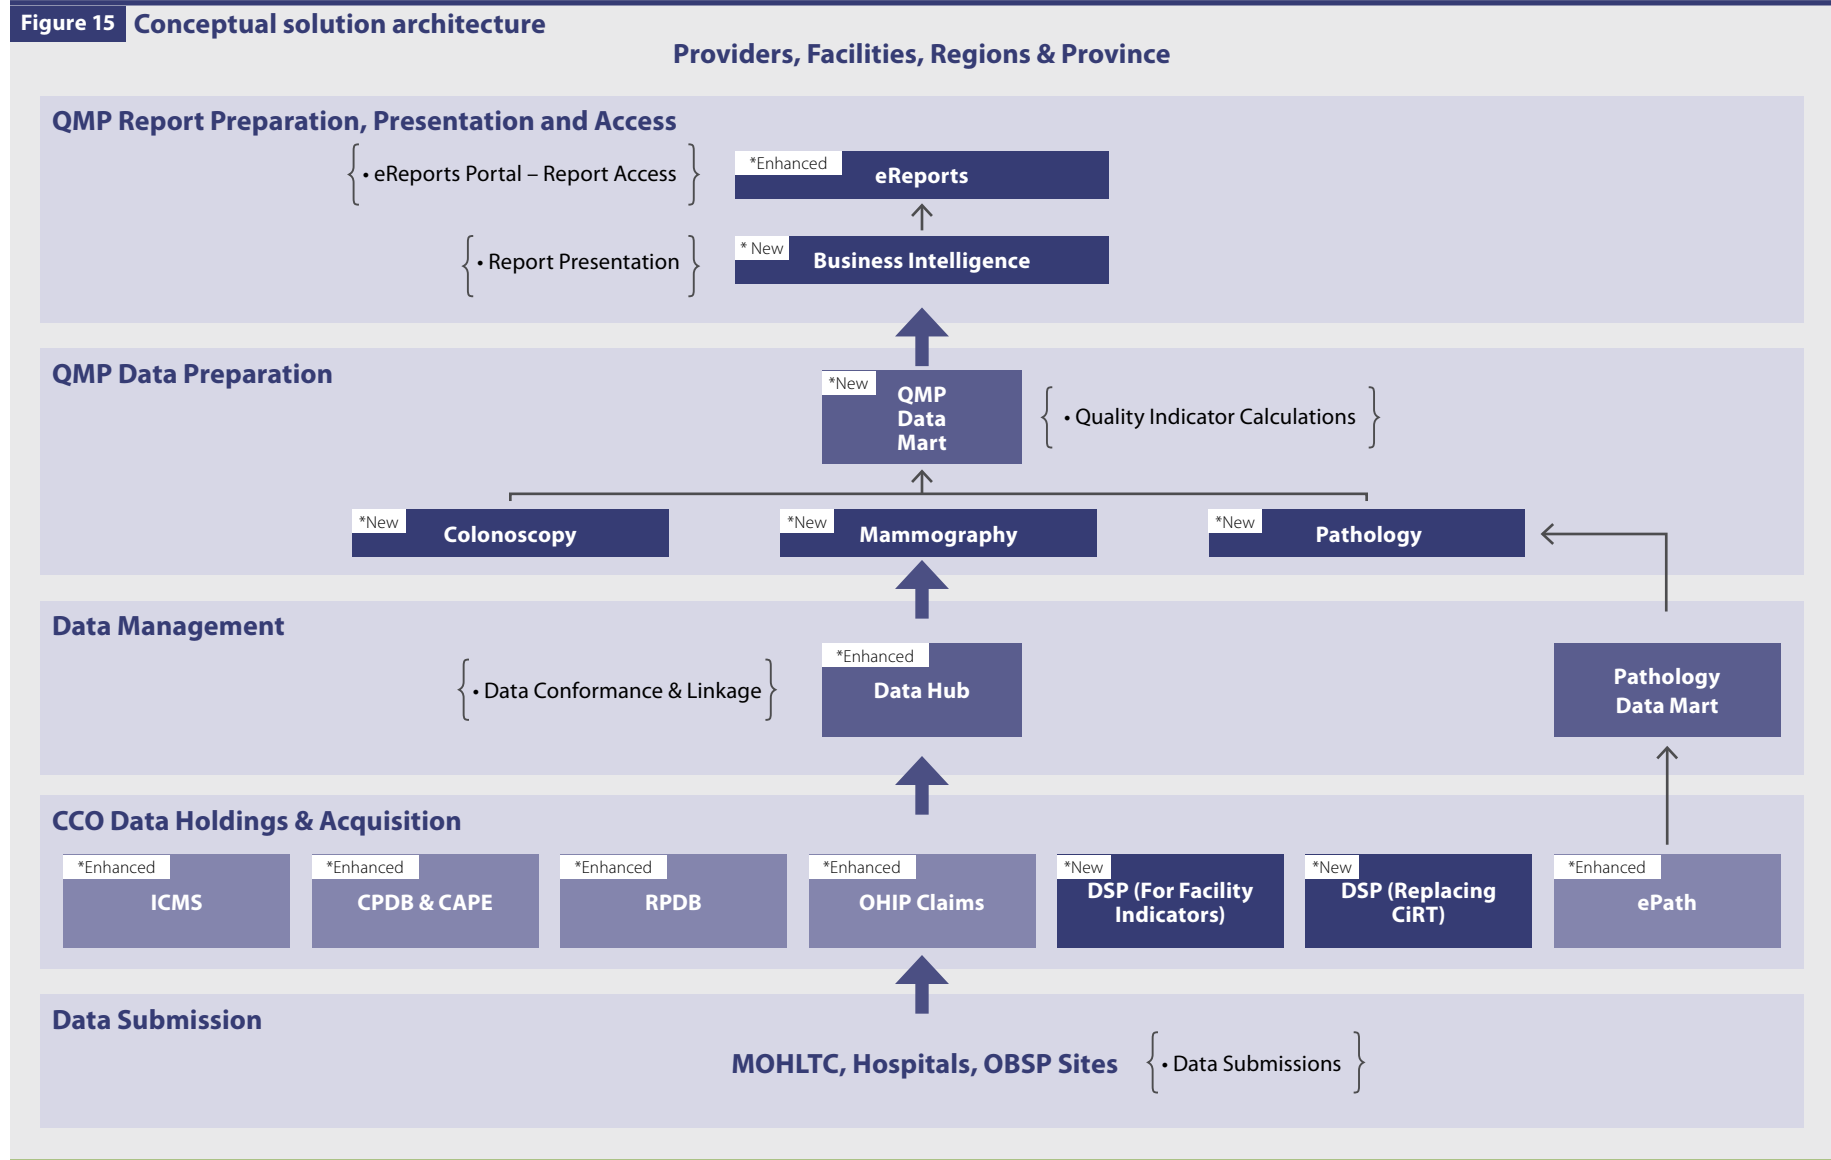 Figure 15 Conceptual solution architecture
Providers, Facilities, Regions & Province
QMP Report Preparation, Presentation and Access
• eReports Portal – Report Access
*Enhanced
eReports
• Report Presentation
* New
Business Intelligence
QMP Data Preparation
*New
QMP
Data
Mart
• Quality Indicator Calculations
*New
Colonoscopy
*New
Mammography
*New
Pathology
Data Management
• Data Conformance & Linkage
*Enhanced
Data Hub
Pathology
Data Mart
CCO Data Holdings & Acquisition
*Enhanced
ICMS
*Enhanced
CPDB & CAPE
*Enhanced
RPDB
*Enhanced
OHIP Claims
*New
DSP (For Facility
Indicators)
*New
DSP (Replacing
CiRT)
*Enhanced
ePath
Data Submission
MOHLTC, Hospitals, OBSP Sites
• Data Submissions